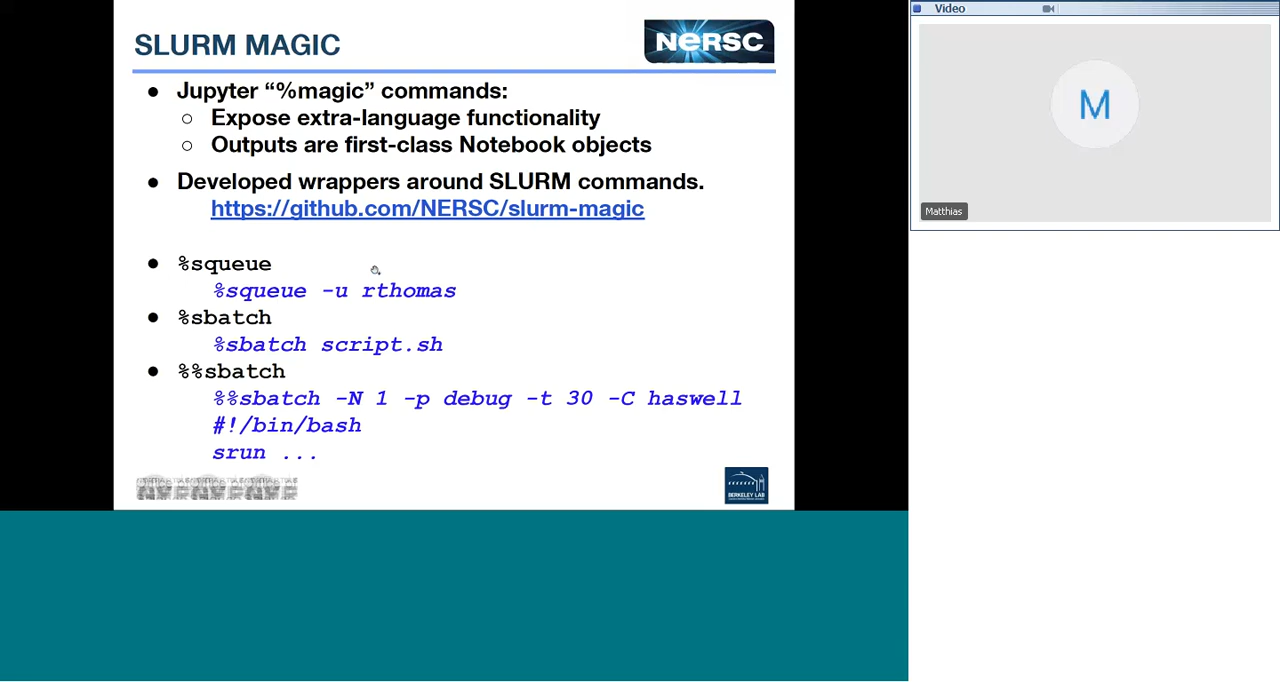 SLURM MAGIC
NERSC
● Jupyter “%magic” commands:
○ Expose extra-language functionality
○ Outputs are first-class Notebook objects
● Developed wrappers around SLURM commands.
https://github.com/NERSC/slurm-magic
● %squeue
%squeue -u rthomas
● %sbatch
%sbatch script.sh
● %%sbatch
%%sbatch -N 1 -p debug -t 30 -C haswell
#!/bin/bash
srun ...
BERKELEY LAB
Video
M
Matthias